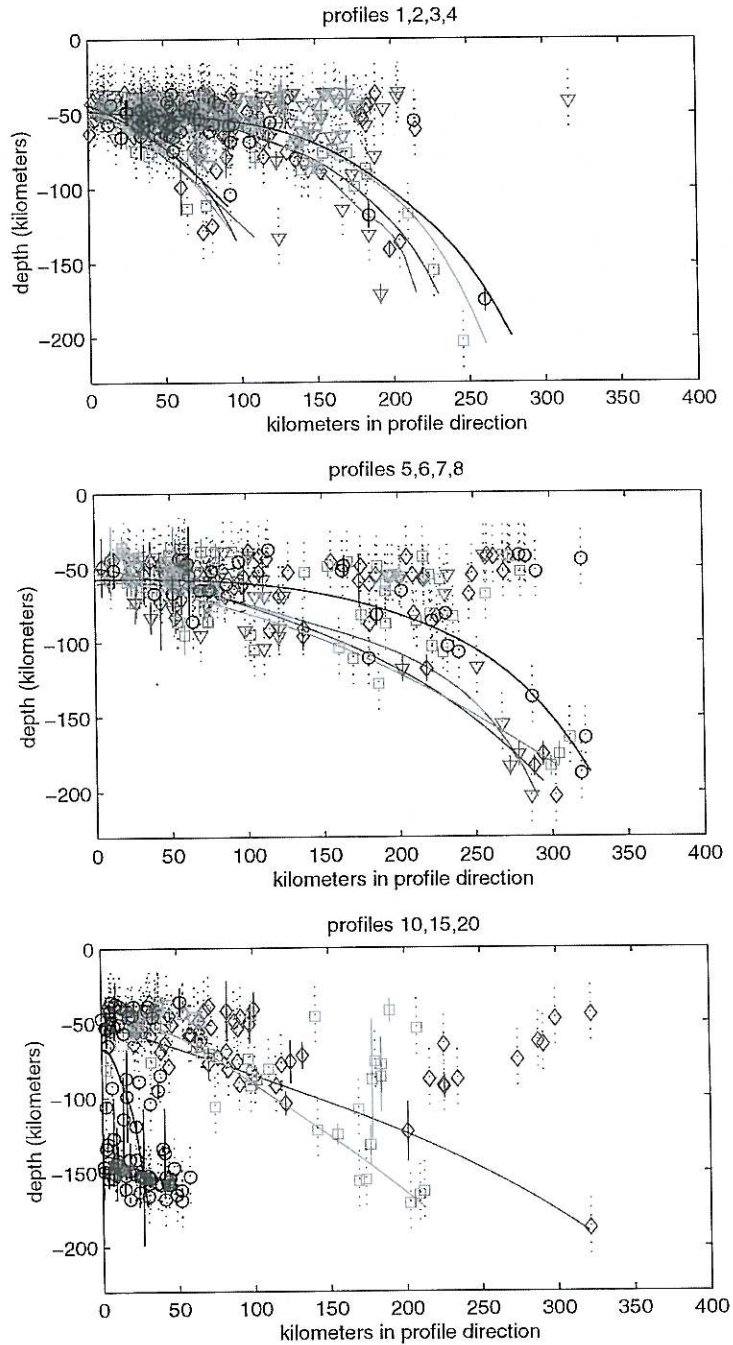 profiles 1,2,3,4
0
−50
−100
−150
−200
depth (kilometers)
0 50 100 150 200 250 300 350 400
kilometers in profile direction
profiles 5,6,7,8
0
−50
−100
−150
−200
depth (kilometers)
0 50 100 150 200 250 300 350 400
kilometers in profile direction
profiles 10,15,20
0
−50
−100
−150
−200
depth (kilometers)
0 50 100 150 200 250 300 350 400
kilometers in profile direction